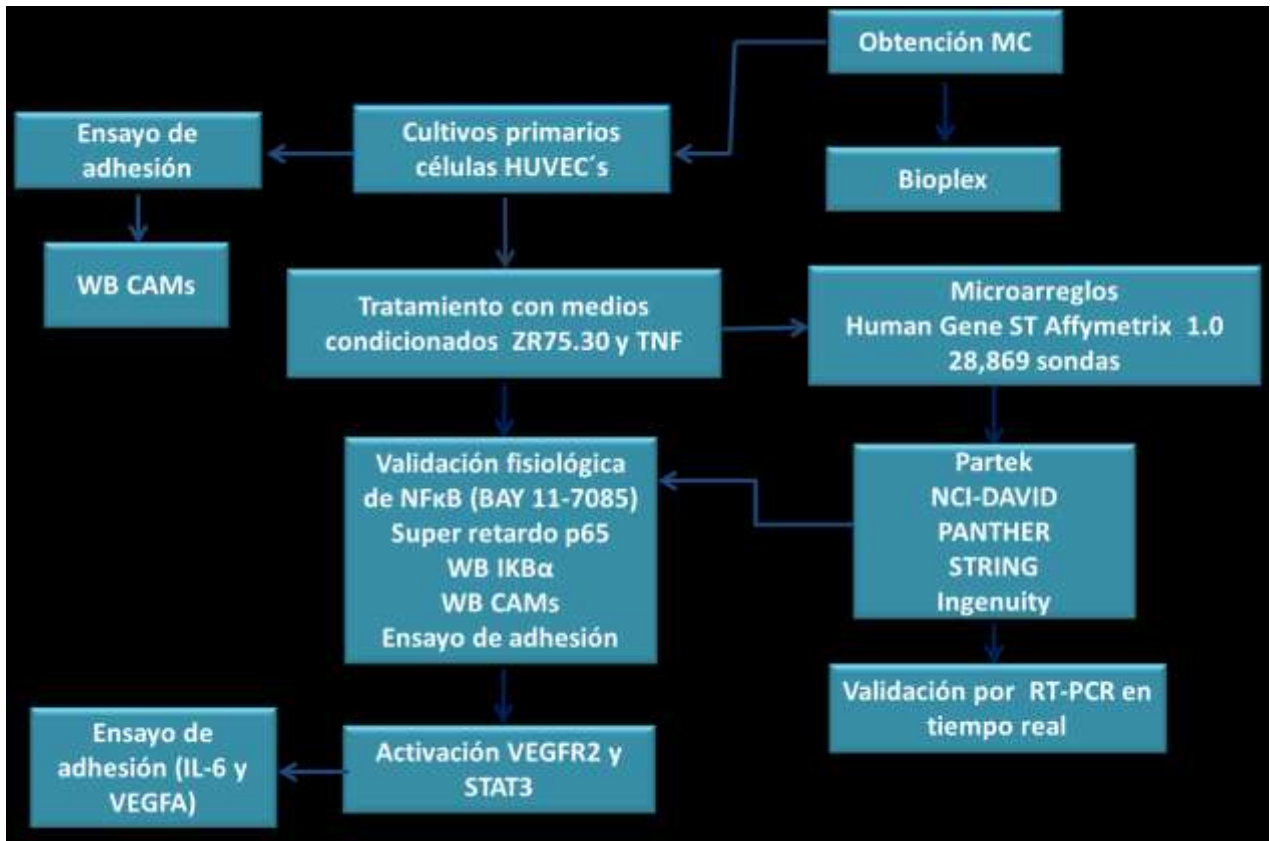 Obtención MC
Ensayo de
adhesión
Cultivos primarios
células HUVEC´s
Bioplex
WB CAMs
Tratamiento con medios
condicionados ZR75.30 y TNF
Microarreglos
Human Gene ST Affymetrix 1.0
28,869 sondas
Validación fisiológica
de NFκB (BAY 11-7085)
Super retardo p65
WB IKBα
WB CAMs
Ensayo de adhesión
Partek
NCI-DAVID
PANTHER
STRING
Ingenuity
Validación por RT-PCR en
tiempo real
Activación VEGFR2 y
STAT3
Ensayo de
adhesión (IL-6 y
VEGFA)